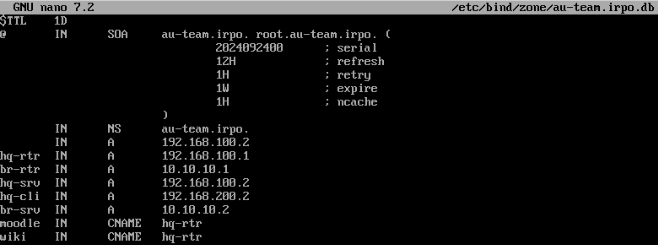 GNU nano 7.2 /etc/bind/zone/au-team.irpo.db
$TTL 1D
@ IN SOA au-team.irpo. root.au-team.irpo. (
2024092400 ; serial
12H ; refresh
1H ; retry
1W ; expire
1H ; ncache
)
IN NS au-team.irpo.
IN A 192.168.100.2
hq-rtr IN A 192.168.100.1
br-rtr IN A 10.10.10.1
hq-srv IN A 192.168.100.2
hq-cli IN A 192.168.200.2
br-srv IN A 10.10.10.2
moodle IN CNAME hq-rtr
wiki IN CNAME hq-rtr